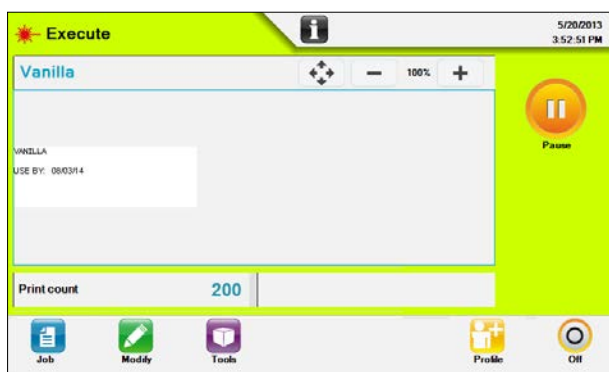 Execute
5/20/2013
3:52:51 PM
Vanilla
100%
Pause
VANILLA
USE BY: 08/03/14
Print count 200
Job Modify Tools Profile Off